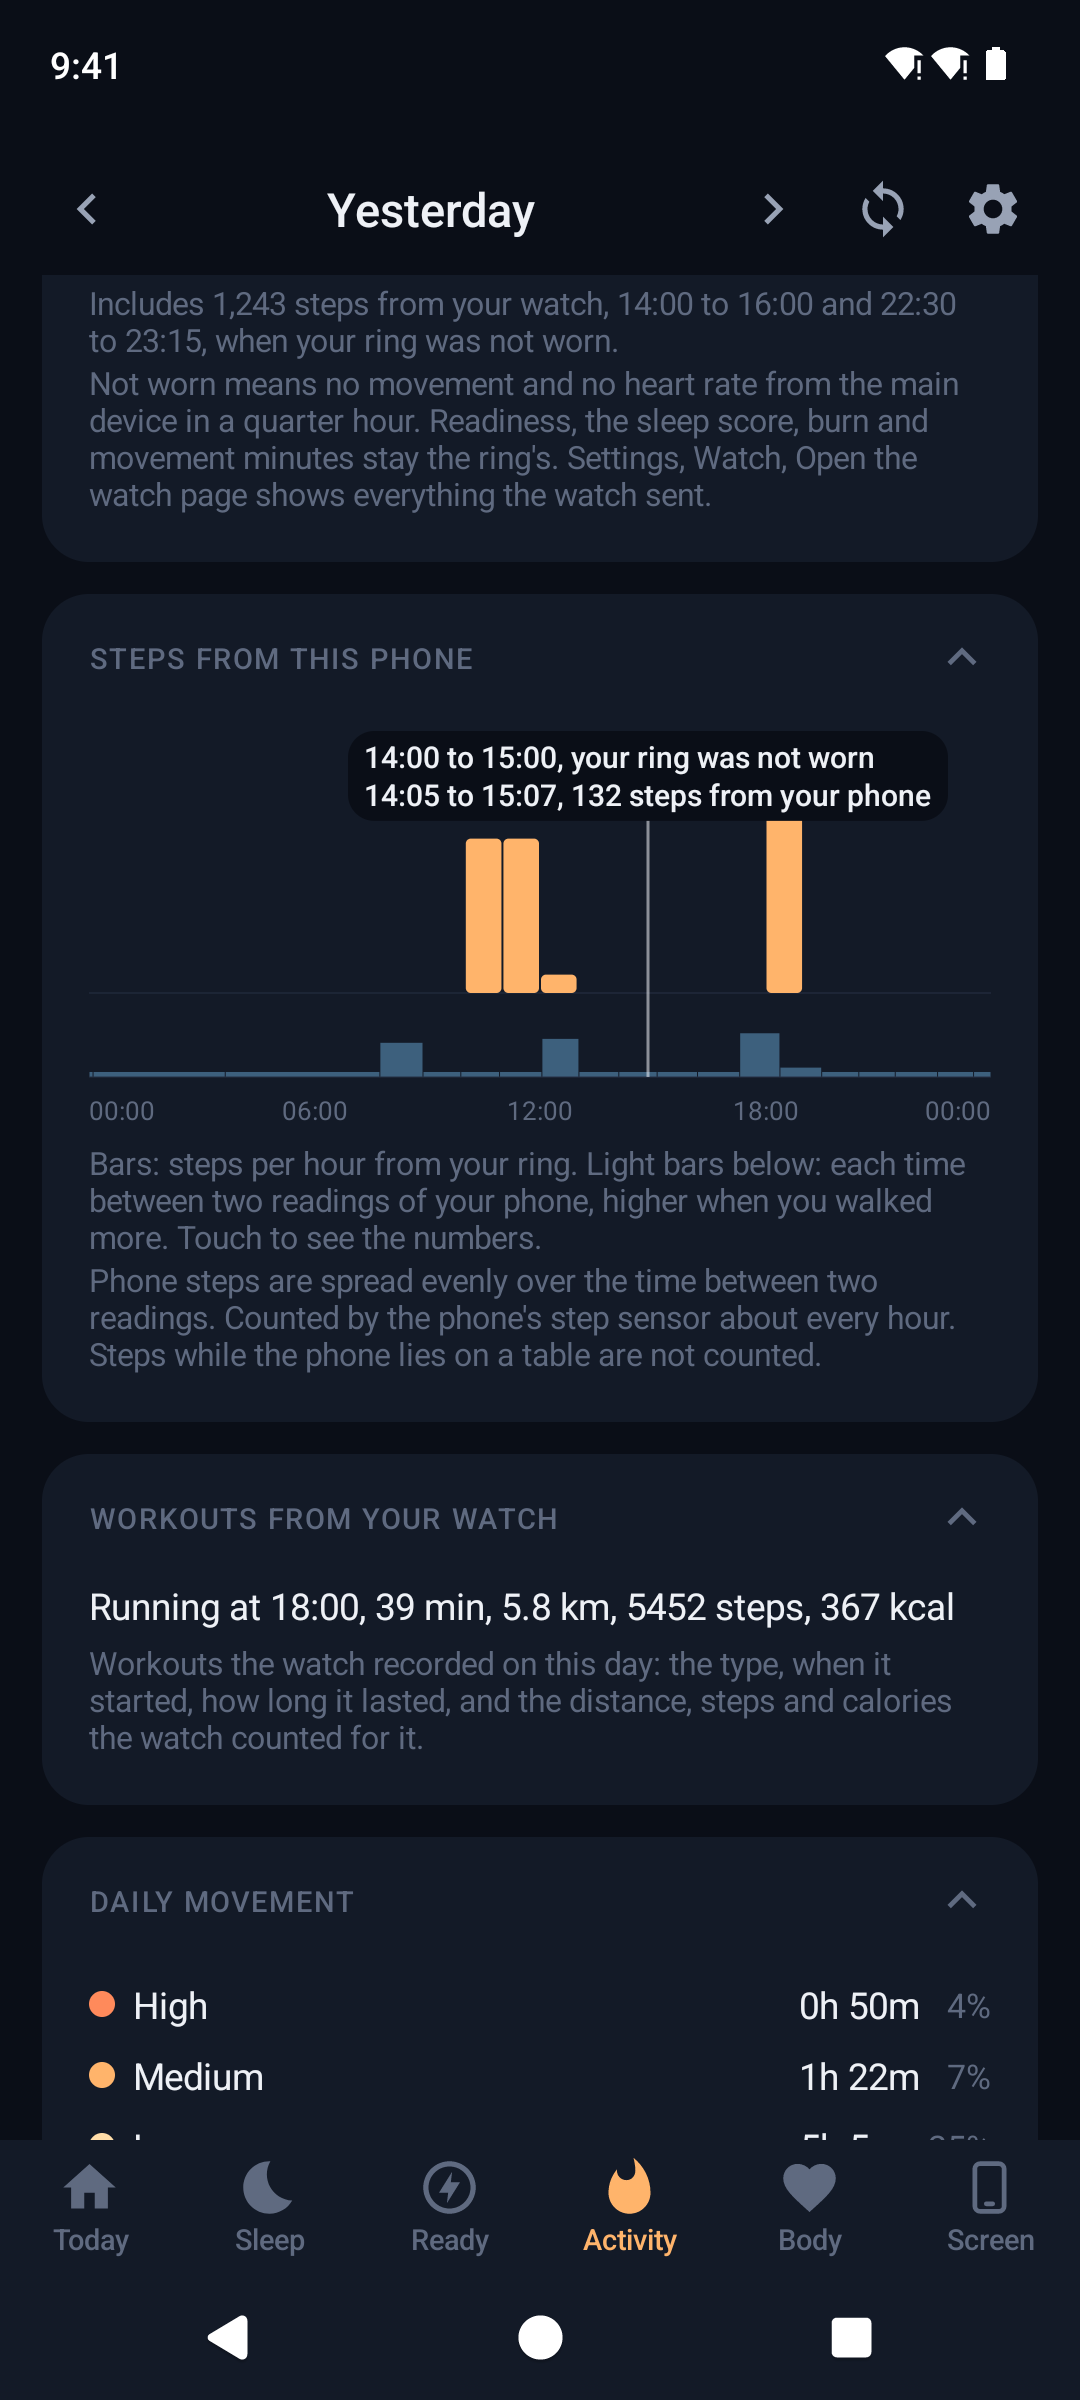 9:41
Yesterday
Includes 1,243 steps from your watch, 14:00 to 16:00 and 22:30
to 23:15, when your ring was not worn.
Not worn means no movement and no heart rate from the main
device in a quarter hour. Readiness, the sleep score, burn and
movement minutes stay the ring's. Settings, Watch, Open the
watch page shows everything the watch sent.
STEPS FROM THIS PHONE
14:00 to 15:00, your ring was not worn
14:05 to 15:07, 132 steps from your phone
00:00 06:00 12:00 18:00 00:00
Bars: steps per hour from your ring. Light bars below: each time
between two readings of your phone, higher when you walked
more. Touch to see the numbers.
Phone steps are spread evenly over the time between two
readings. Counted by the phone's step sensor about every hour.
Steps while the phone lies on a table are not counted.
WORKOUTS FROM YOUR WATCH
Running at 18:00, 39 min, 5.8 km, 5452 steps, 367 kcal
Workouts the watch recorded on this day: the type, when it
started, how long it lasted, and the distance, steps and calories
the watch counted for it.
DAILY MOVEMENT
High 0h 50m 4%
Medium 1h 22m 7%
Today Sleep Ready Activity Body Screen